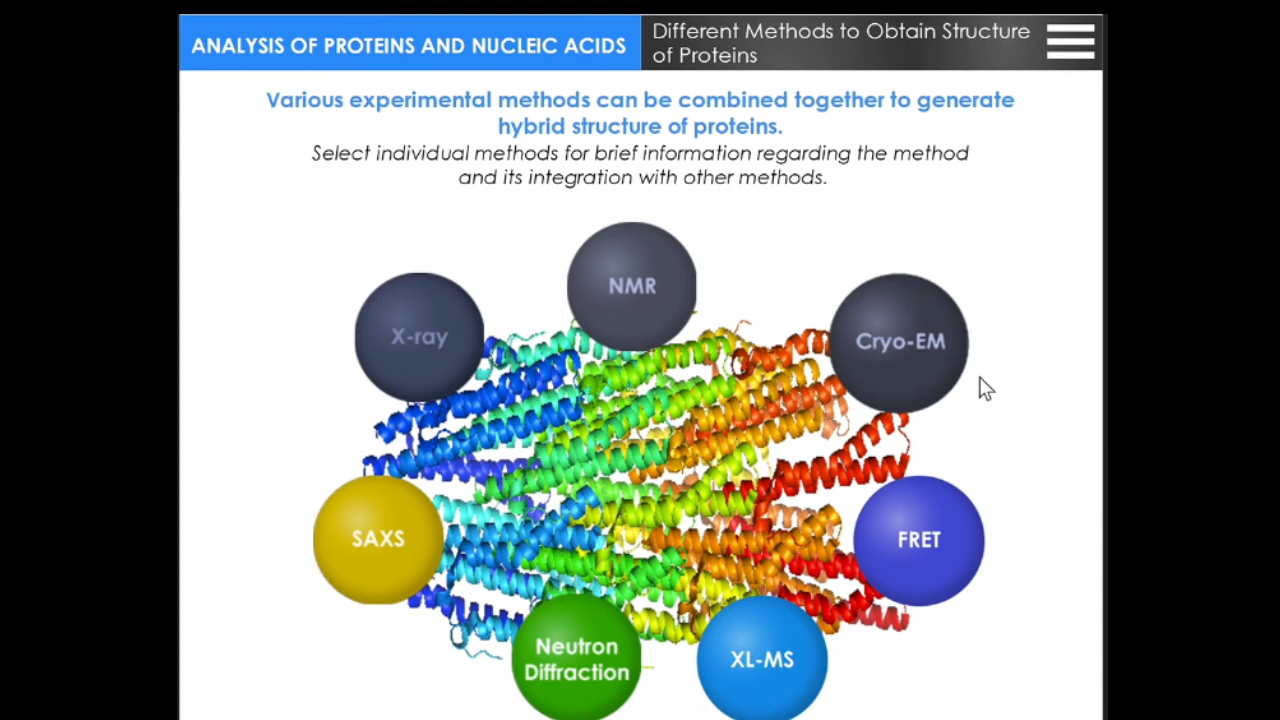 ANALYSIS OF PROTEINS AND NUCLEIC ACIDS
Different Methods to Obtain Structure
of Proteins
Various experimental methods can be combined together to generate
hybrid structure of proteins.
Select individual methods for brief information regarding the method
and its integration with other methods.
NMR
X-ray
Cryo-EM
SAXS
FRET
Neutron
Diffraction
XL-MS